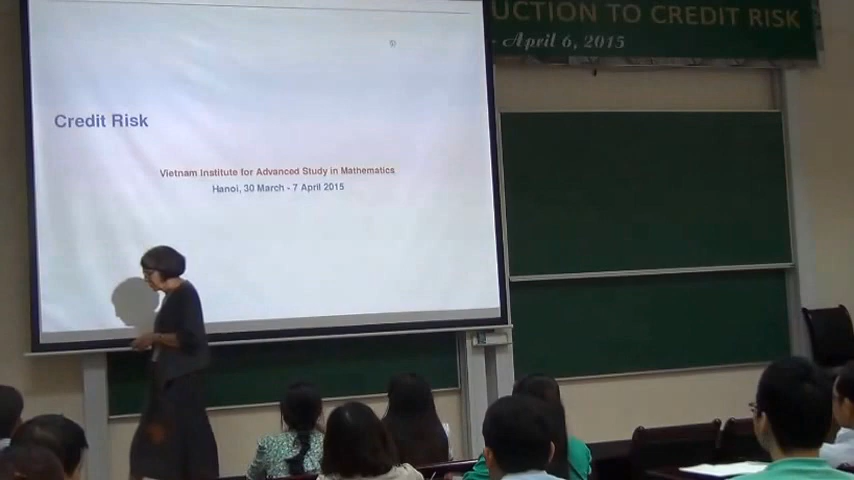 UCTION TO CREDIT RISK
- April 6, 2015
Credit Risk
Vietnam Institute for Advanced Study in Mathematics
Hanoi, 30 March - 7 April 2015